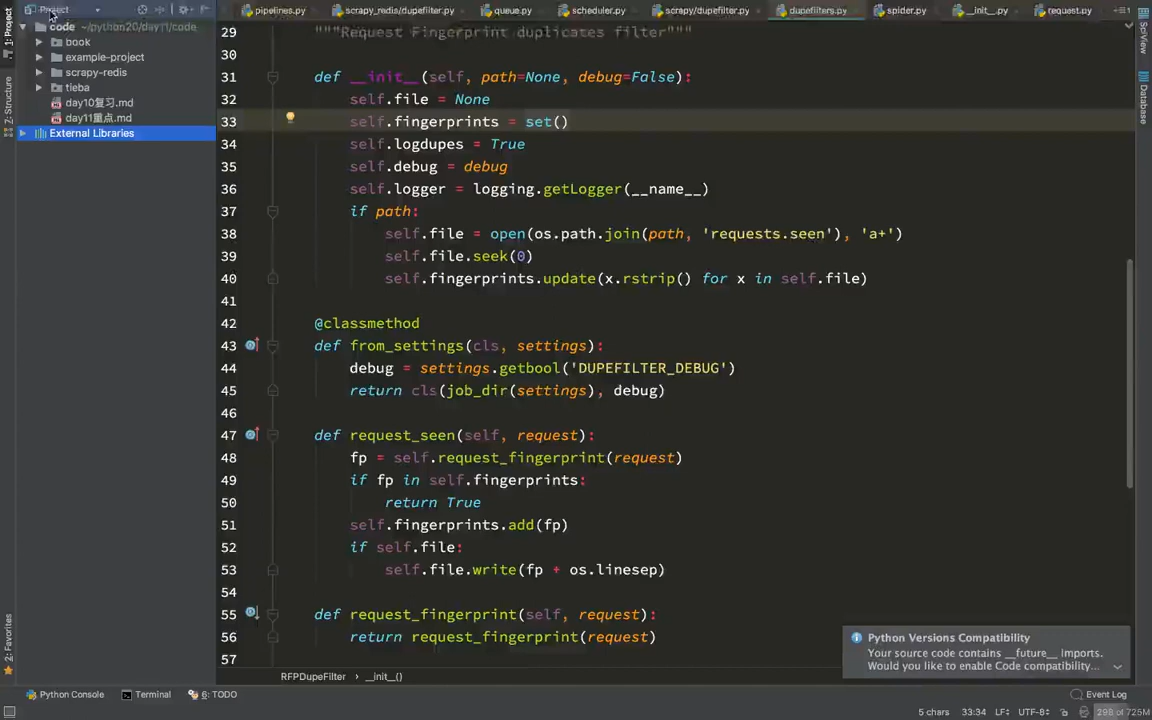 Project
pipelines.py
scrapy_redis/dupefilter.py
queue.py
scheduler.py
scrapy/dupefilter.py
dupefilters.py
spider.py
__init__.py
request.py
1: Project
2: Structure
2: Favorites
SciView
Database
code ~/python20/day11/code
book
example-project
scrapy-redis
tieba
day10复习.md
day11重点.md
External Libraries
29 """Request Fingerprint duplicates filter"""
30
31 def __init__(self, path=None, debug=False):
32 self.file = None
33 self.fingerprints = set()
34 self.logdupes = True
35 self.debug = debug
36 self.logger = logging.getLogger(__name__)
37 if path:
38 self.file = open(os.path.join(path, 'requests.seen'), 'a+')
39 self.file.seek(0)
40 self.fingerprints.update(x.rstrip() for x in self.file)
41
42 @classmethod
43 def from_settings(cls, settings):
44 debug = settings.getbool('DUPEFILTER_DEBUG')
45 return cls(job_dir(settings), debug)
46
47 def request_seen(self, request):
48 fp = self.request_fingerprint(request)
49 if fp in self.fingerprints:
50 return True
51 self.fingerprints.add(fp)
52 if self.file:
53 self.file.write(fp + os.linesep)
54
55 def request_fingerprint(self, request):
56 return request_fingerprint(request)
57
Python Versions Compatibility
Your source code contains __future__ imports.
Would you like to enable Code compatibility...
RFPDupeFilter › __init__()
Python Console
Terminal
6: TODO
Event Log
5 chars 33:34 LF÷ UTF-8÷ 298 of 725M